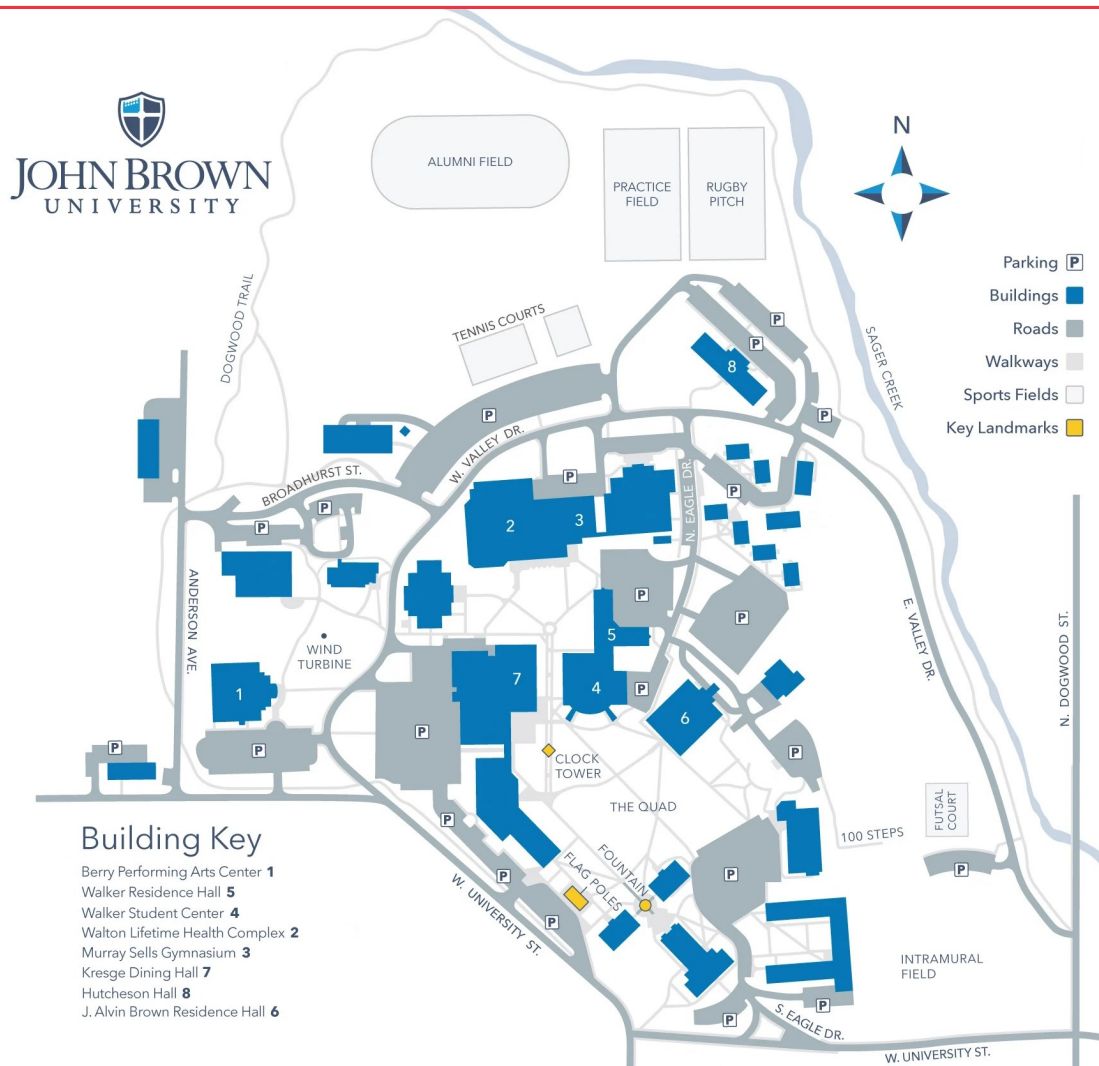 JOHN BROWN
UNIVERSITY
ALUMNI FIELD
PRACTICE
FIELD
RUGBY
PITCH
N
Parking P
Buildings
Roads
Walkways
Sports Fields
Key Landmarks
DOGWOOD TRAIL
TENNIS COURTS
SAGER CREEK
P
P
8
P
P
W. VALLEY DR.
BROADHURST ST.
P
P
P
P
2
3
N. EAGLE DR.
ANDERSON AVE.
E. VALLEY DR.
N. DOGWOOD ST.
P
P
5
WIND
TURBINE
1
7
4
P
6
P
P
P
P
CLOCK
TOWER
THE QUAD
FUTSAL
COURT
100 STEPS
P
P
P
P
FOUNTAIN
FLAG POLES
P
W. UNIVERSITY ST.
INTRAMURAL
FIELD
P
P
S. EAGLE DR.
W. UNIVERSITY ST.
Building Key
Berry Performing Arts Center 1
Walker Residence Hall 5
Walker Student Center 4
Walton Lifetime Health Complex 2
Murray Sells Gymnasium 3
Kresge Dining Hall 7
Hutcheson Hall 8
J. Alvin Brown Residence Hall 6